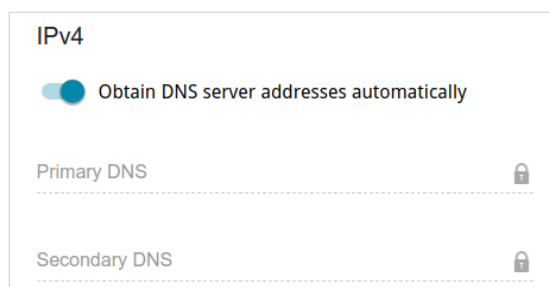 IPv4
Obtain DNS server addresses automatically
Primary DNS
Secondary DNS